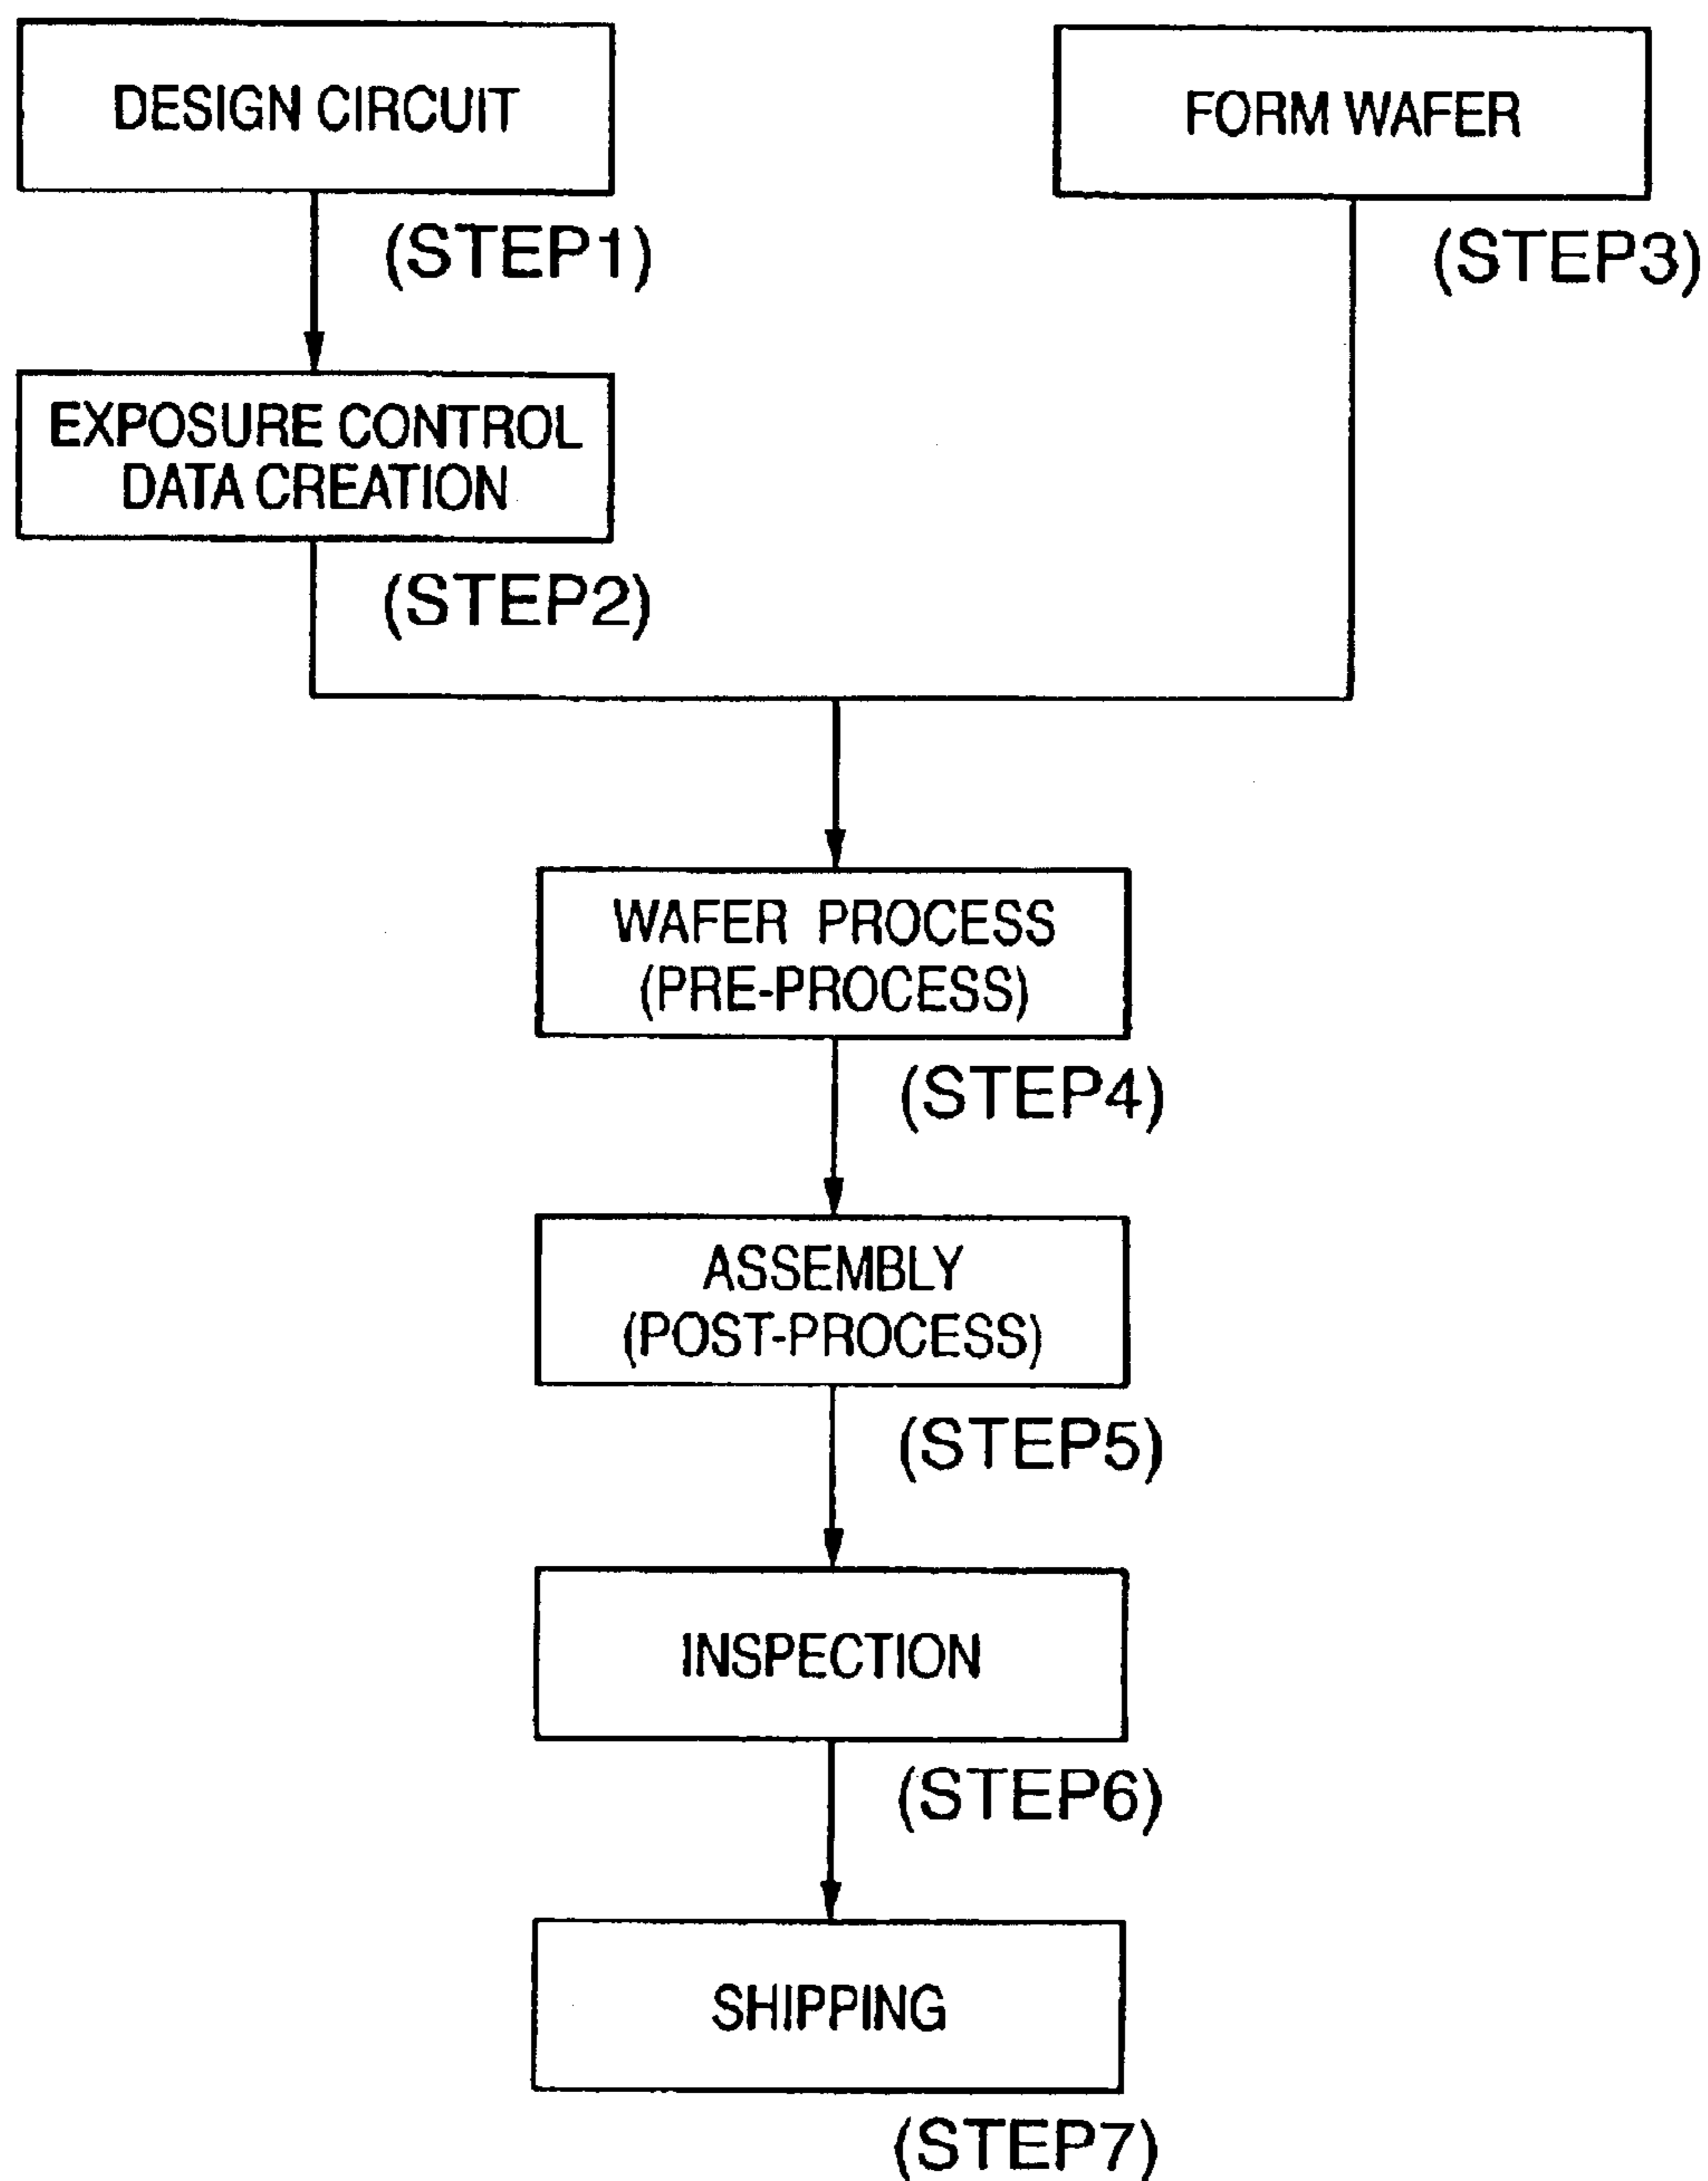 DESIGN CIRCUIT
(STEP1)
EXPOSURE CONTROL
DATA CREATION
(STEP2)
FORM WAFER
(STEP3)
WAFER PROCESS
(PRE-PROCESS)
(STEP4)
ASSEMBLY
(POST-PROCESS)
(STEP5)
INSPECTION
(STEP6)
SHIPPING
(STEP7)